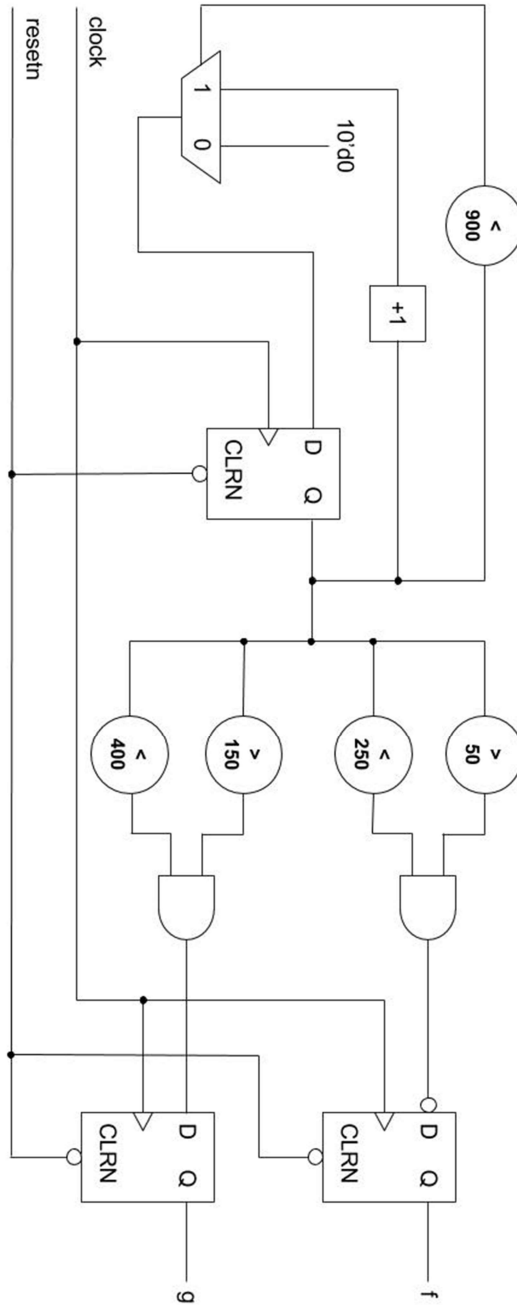 <
900
>
50
+1
<
250
D Q
CLRN
f
10'd0
1
0
D Q
CLRN
>
150
<
400
D Q
CLRN
g
clock
resetn